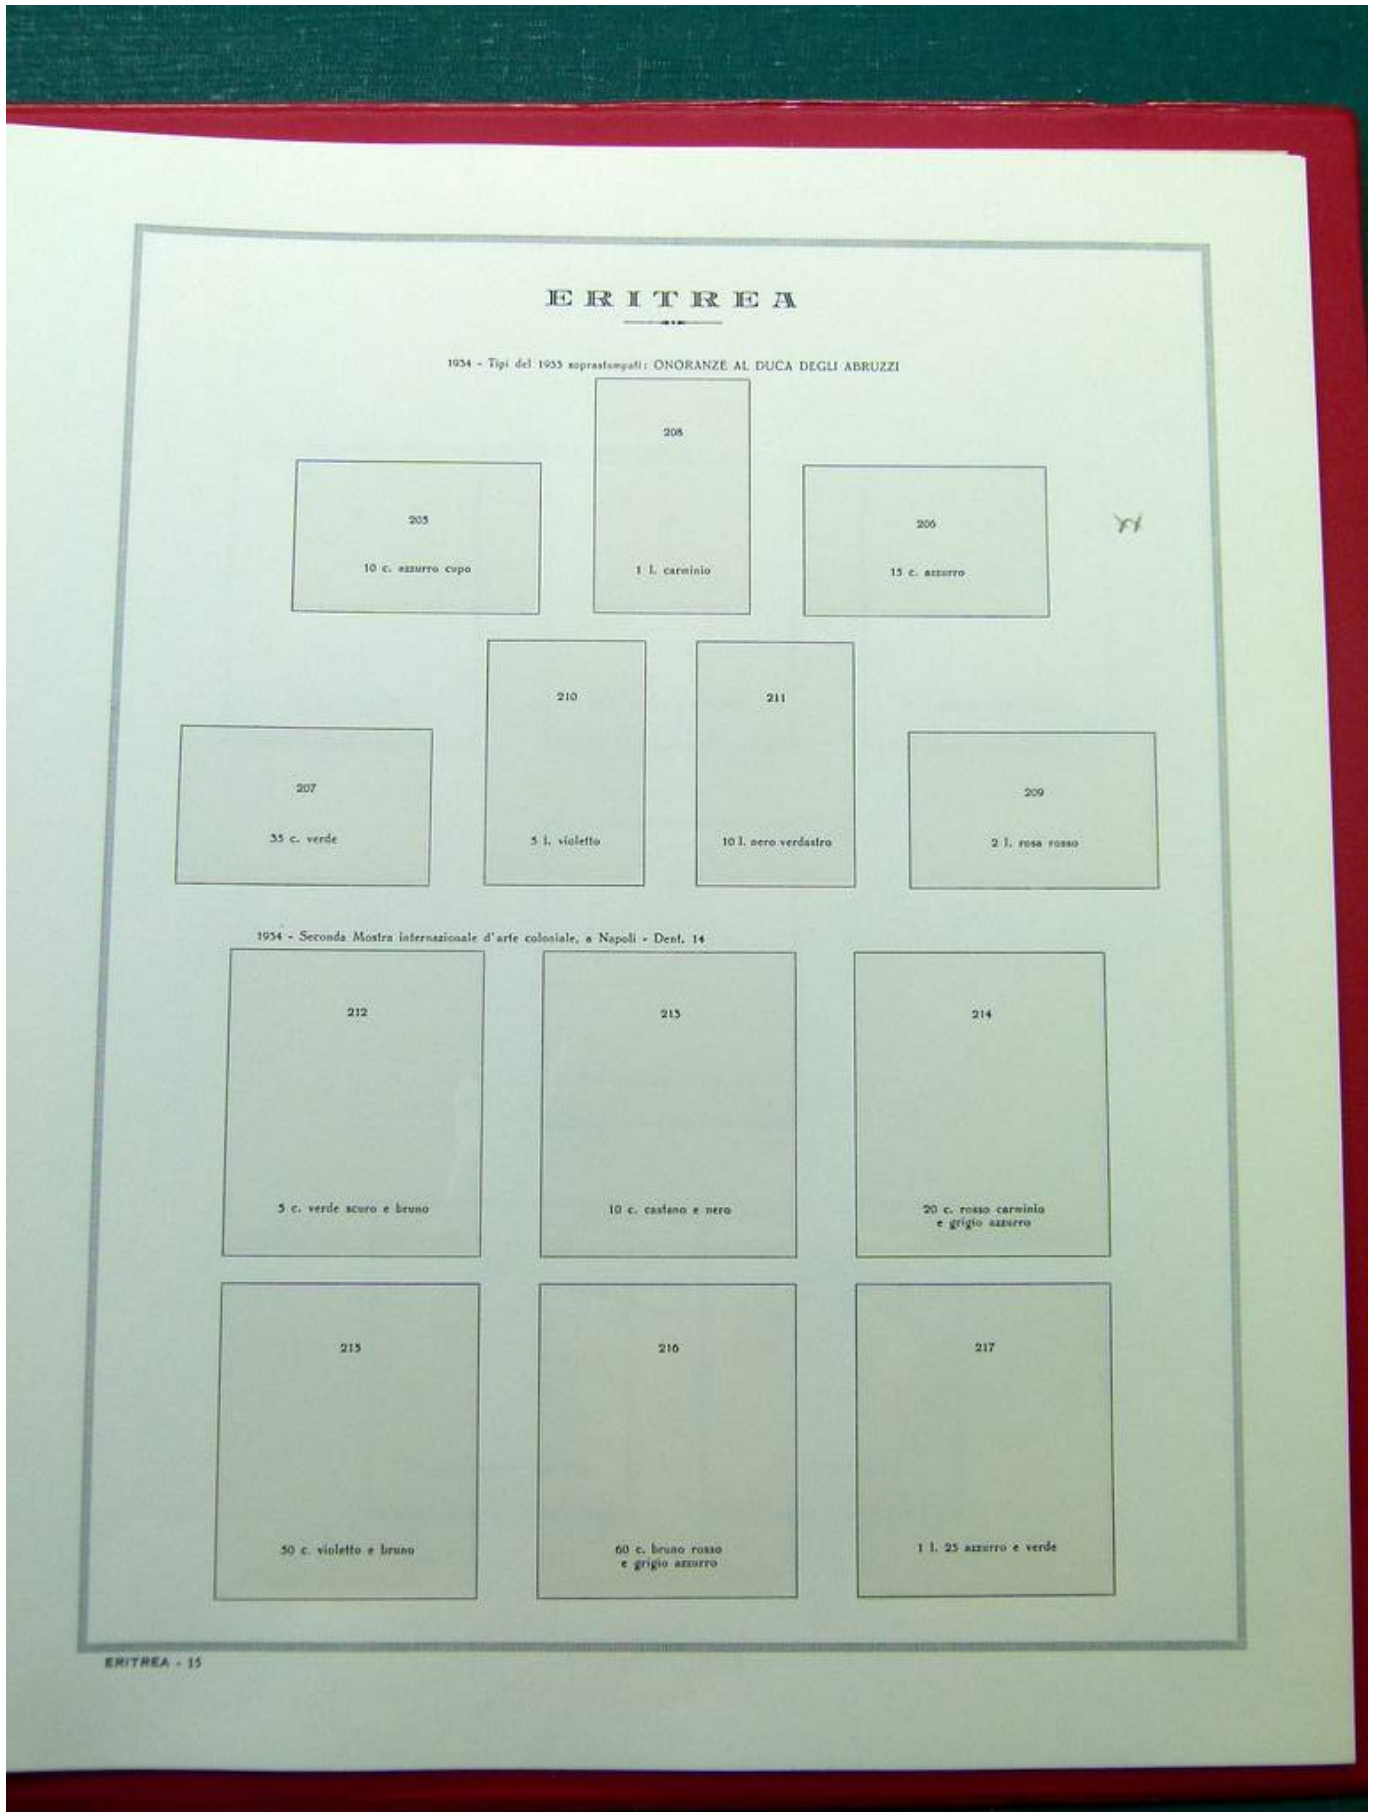 ERITREA
1934 - Tipi del 1933 soprastampati: ONORANZE AL DUCA DEGLI ABRUZZI
208
1 l. carminio
205
10 c. azzurro cupo
206
15 c. azzurro
210
5 l. violetto
211
10 l. nero verdastro
207
35 c. verde
209
2 l. rosa rosso
1934 - Seconda Mostra internazionale d'arte coloniale, a Napoli - Dent. 14
212
5 c. verde scuro e bruno
213
10 c. castano e nero
214
20 c. rosso carminio
e grigio azzurro
215
50 c. violetto e bruno
216
60 c. bruno rosso
e grigio azzurro
217
1 l. 25 azzurro e verde
ERITREA - 15